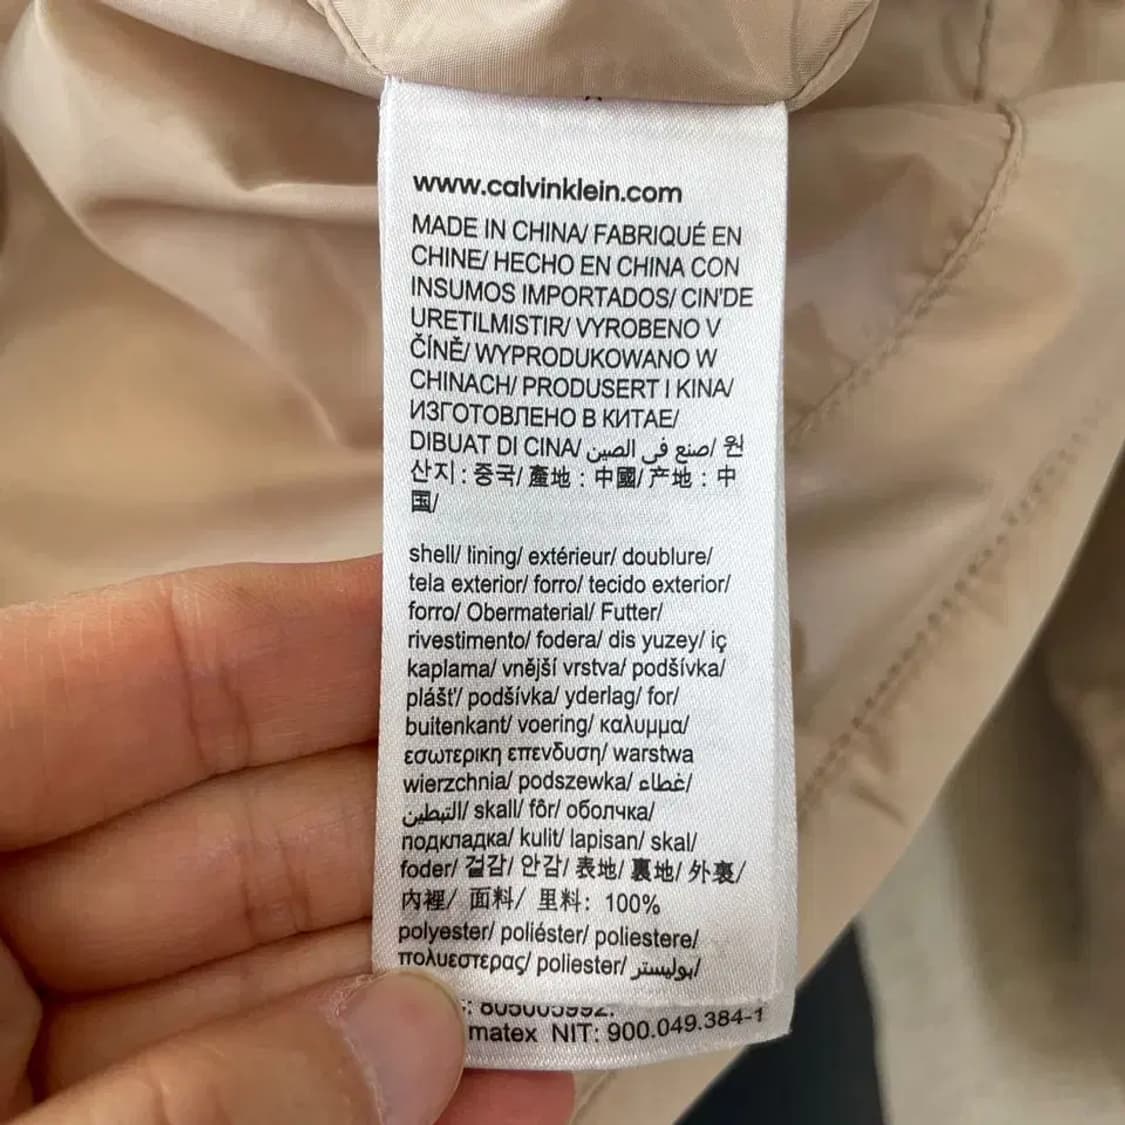 www.calvinklein.com
MADE IN CHINA/ FABRIQUÉ EN
CHINE/ HECHO EN CHINA CON
INSUMOS IMPORTADOS/ CIN'DE
URETILMISTIR/ VYROBENO V
ČÍNĚ/ WYPRODUKOWANO W
CHINACH/ PRODUSERT I KINA/
ИЗГОТОВЛЕНО В КИТАЕ/
DIBUAT DI CINA/ صنع في الصين/ 원
산지 : 중국/ 產地 : 中國/ 产地 : 中
国/
shell/ lining/ extérieur/ doublure/
tela exterior/ forro/ tecido exterior/
forro/ Obermaterial/ Futter/
rivestimento/ fodera/ dis yuzey/ iç
kaplama/ vnější vrstva/ podšívka/
plášť/ podšívka/ yderlag/ for/
buitenkant/ voering/ καλυμμα/
εσωτερικη επενδυση/ warstwa
wierzchnia/ podszewka/ غطاء/
التبطين/ skall/ fôr/ оболчка/
подкладка/ kulit/ lapisan/ skal/
foder/ 겉감/ 안감/ 表地/ 裏地/ 外裏/
內裡/ 面料/ 里料: 100%
polyester/ poliéster/ poliestere/
πολυεστερας/ poliester/ بوليستر/
matex NIT: 900.049.384-1